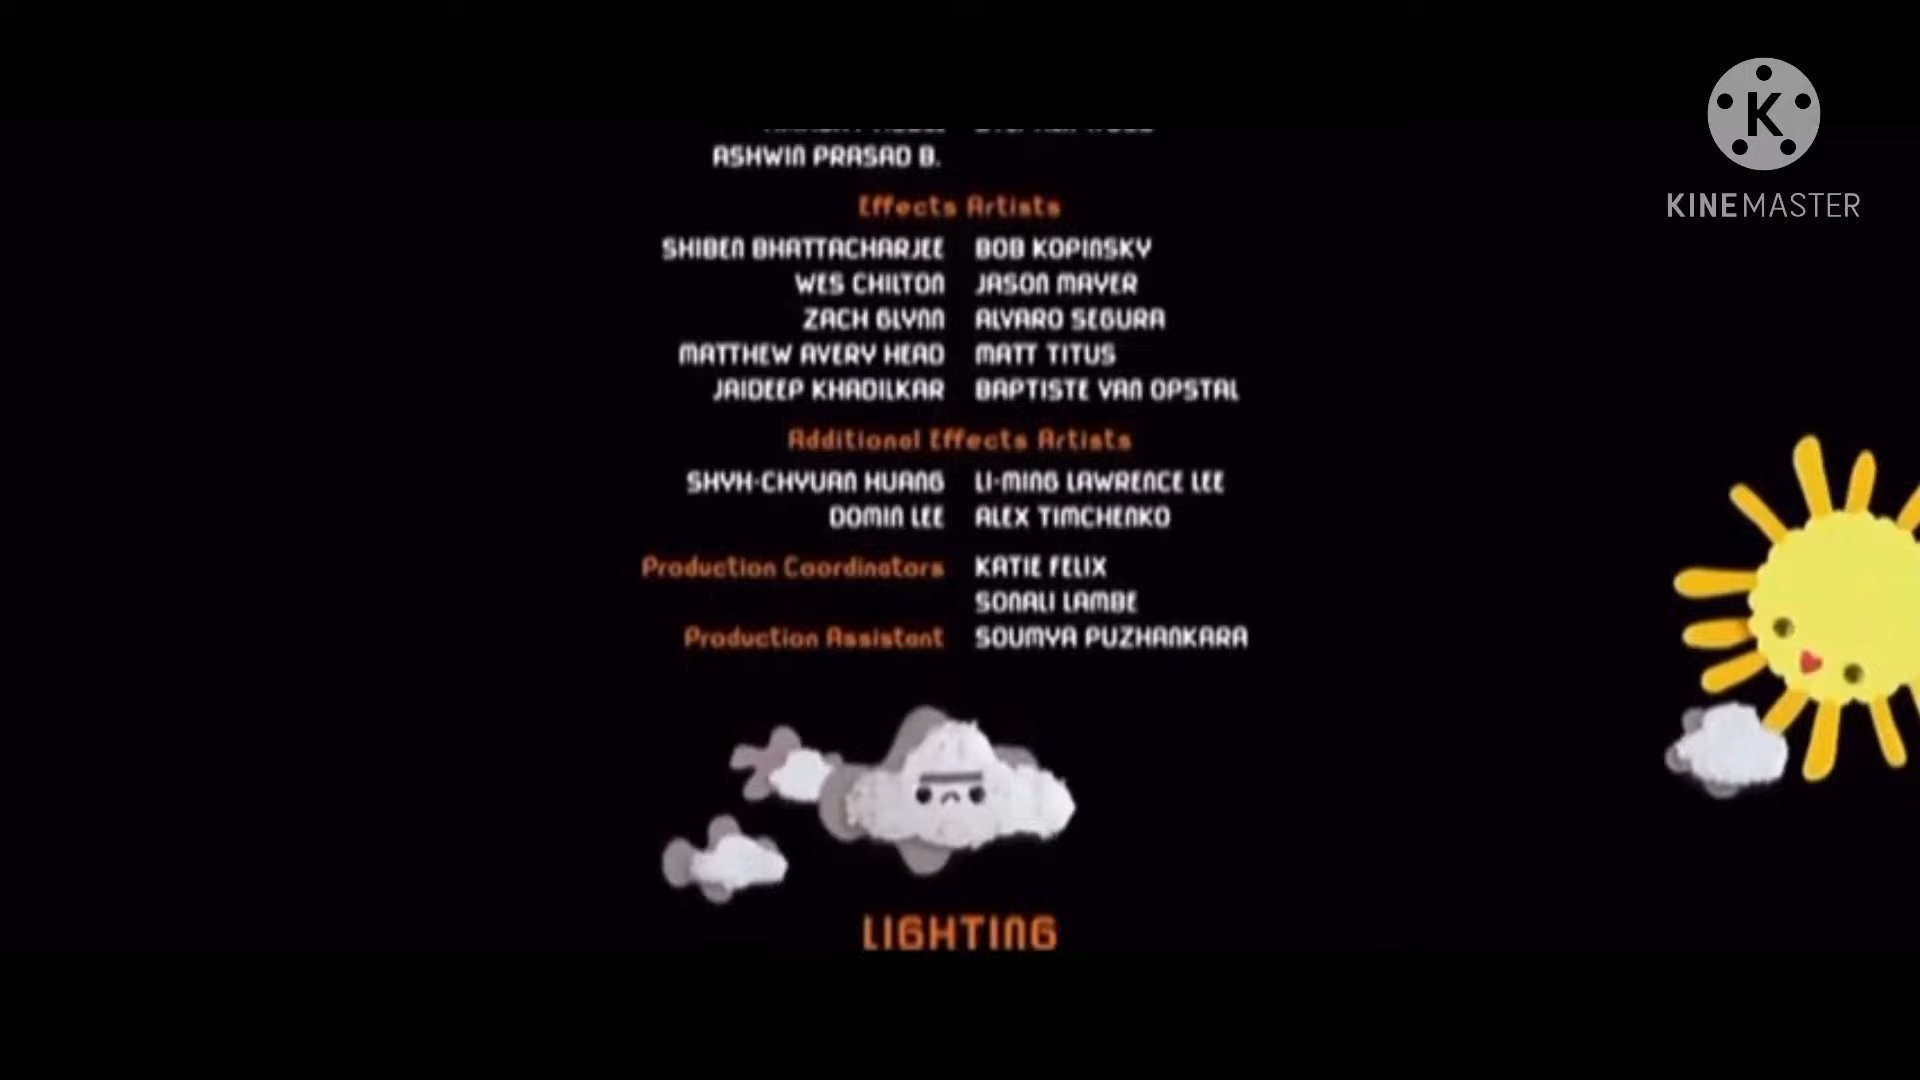 ASHWIN PRASAD B.
Effects Artists
SHIBEN BHATTACHARJEE BOB KOPINSKY
WES CHILTON JASON MAYER
ZACH GLYNN ALVARO SEGURA
MATTHEW AVERY HEAD MATT TITUS
JAIDEEP KHADILKAR BAPTISTE VAN OPSTAL
Additional Effects Artists
SHYH-CHYUAN HUANG LI-MING LAWRENCE LEE
DOMIN LEE ALEX TIMCHENKO
Production Coordinators KATIE FELIX
SONALI LAMBE
Production Assistant SOUMYA PUZHANKARA
LIGHTING
K
KINEMASTER